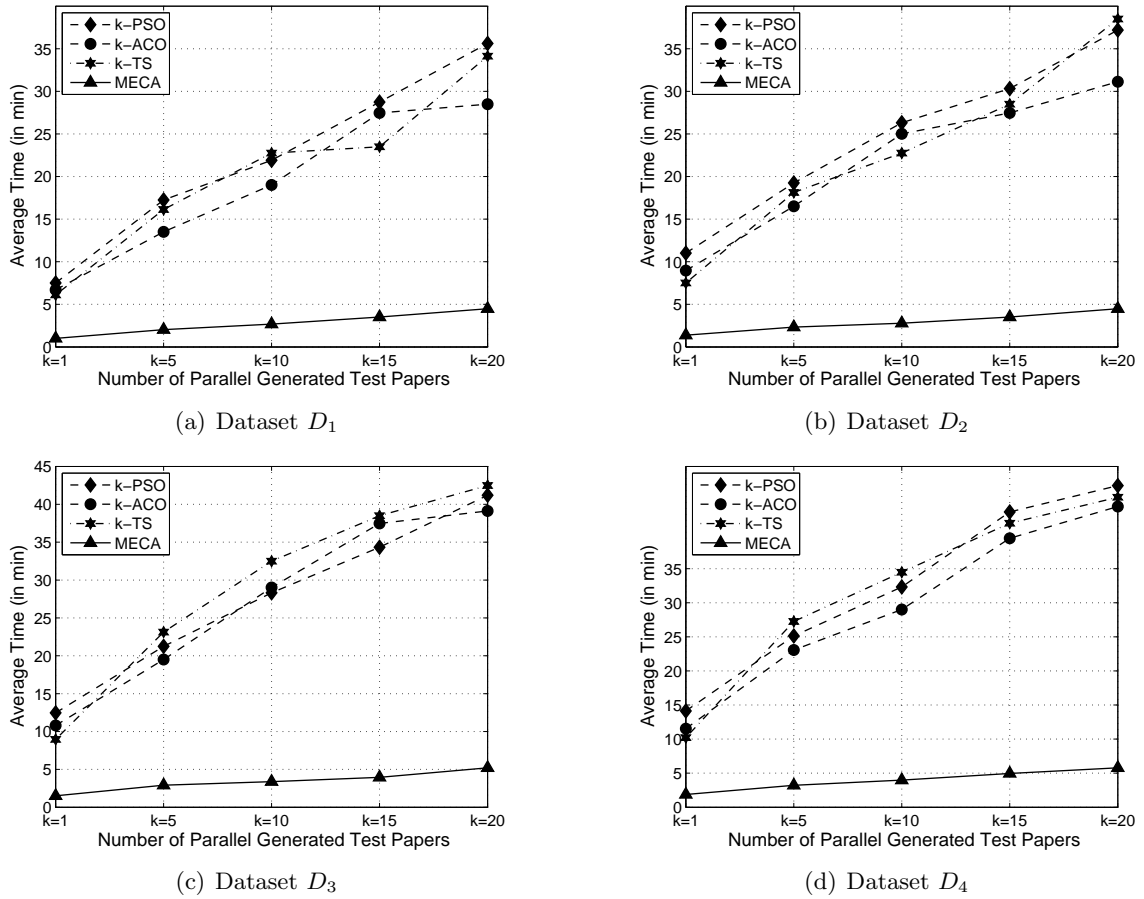 k−PSO
k−ACO
k−TS
MECA
35
30
25
20
15
10
5
0
k=1 k=5 k=10 k=15 k=20
Average Time (in min)
Number of Parallel Generated Test Papers
(a) Dataset D1
k−PSO
k−ACO
k−TS
MECA
35
30
25
20
15
10
5
0
k=1 k=5 k=10 k=15 k=20
Average Time (in min)
Number of Parallel Generated Test Papers
(b) Dataset D2
k−PSO
k−ACO
k−TS
MECA
45
40
35
30
25
20
15
10
5
0
k=1 k=5 k=10 k=15 k=20
Average Time (in min)
Number of Parallel Generated Test Papers
(c) Dataset D3
k−PSO
k−ACO
k−TS
MECA
35
30
25
20
15
10
5
0
k=1 k=5 k=10 k=15 k=20
Average Time (in min)
Number of Parallel Generated Test Papers
(d) Dataset D4